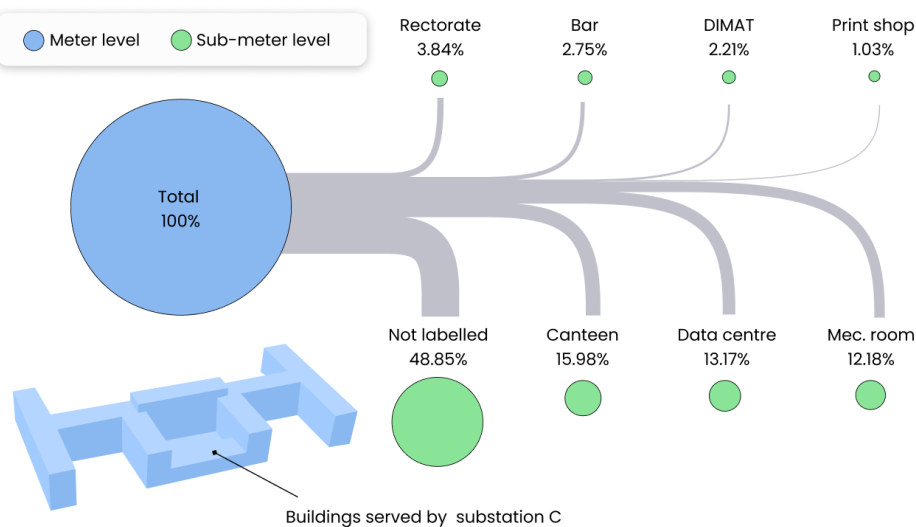 Meter level
Sub-meter level
Rectorate
3.84%
Bar
2.75%
DIMAT
2.21%
Print shop
1.03%
Total
100%
Not labelled
48.85%
Canteen
15.98%
Data centre
13.17%
Mec. room
12.18%
Buildings served by substation C